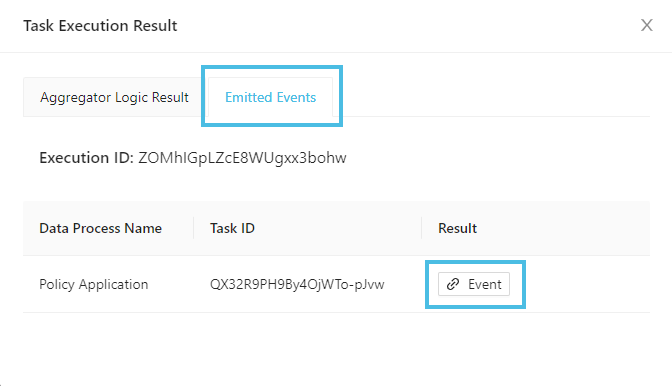 Task Execution Result
Aggregator Logic Result Emitted Events
Execution ID: ZOMhIGpLZcE8WUgxx3bohw
Data Process Name Task ID Result
Policy Application QX32R9PH9By4OjWTo-pJvw Event